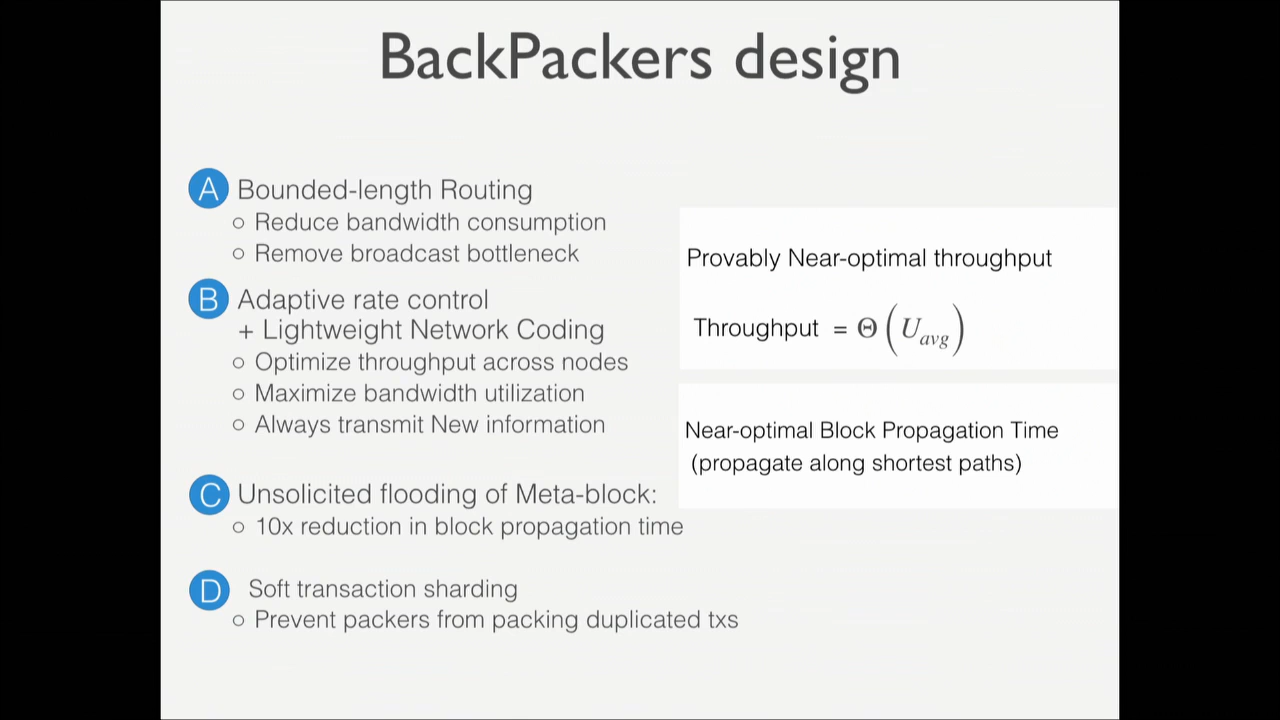 BackPackers design
A Bounded-length Routing
○ Reduce bandwidth consumption
○ Remove broadcast bottleneck
B Adaptive rate control
+ Lightweight Network Coding
○ Optimize throughput across nodes
○ Maximize bandwidth utilization
○ Always transmit New information
C Unsolicited flooding of Meta-block:
○ 10x reduction in block propagation time
D Soft transaction sharding
○ Prevent packers from packing duplicated txs
Provably Near-optimal throughput
Throughput = Θ (U_avg)
Near-optimal Block Propagation Time
(propagate along shortest paths)